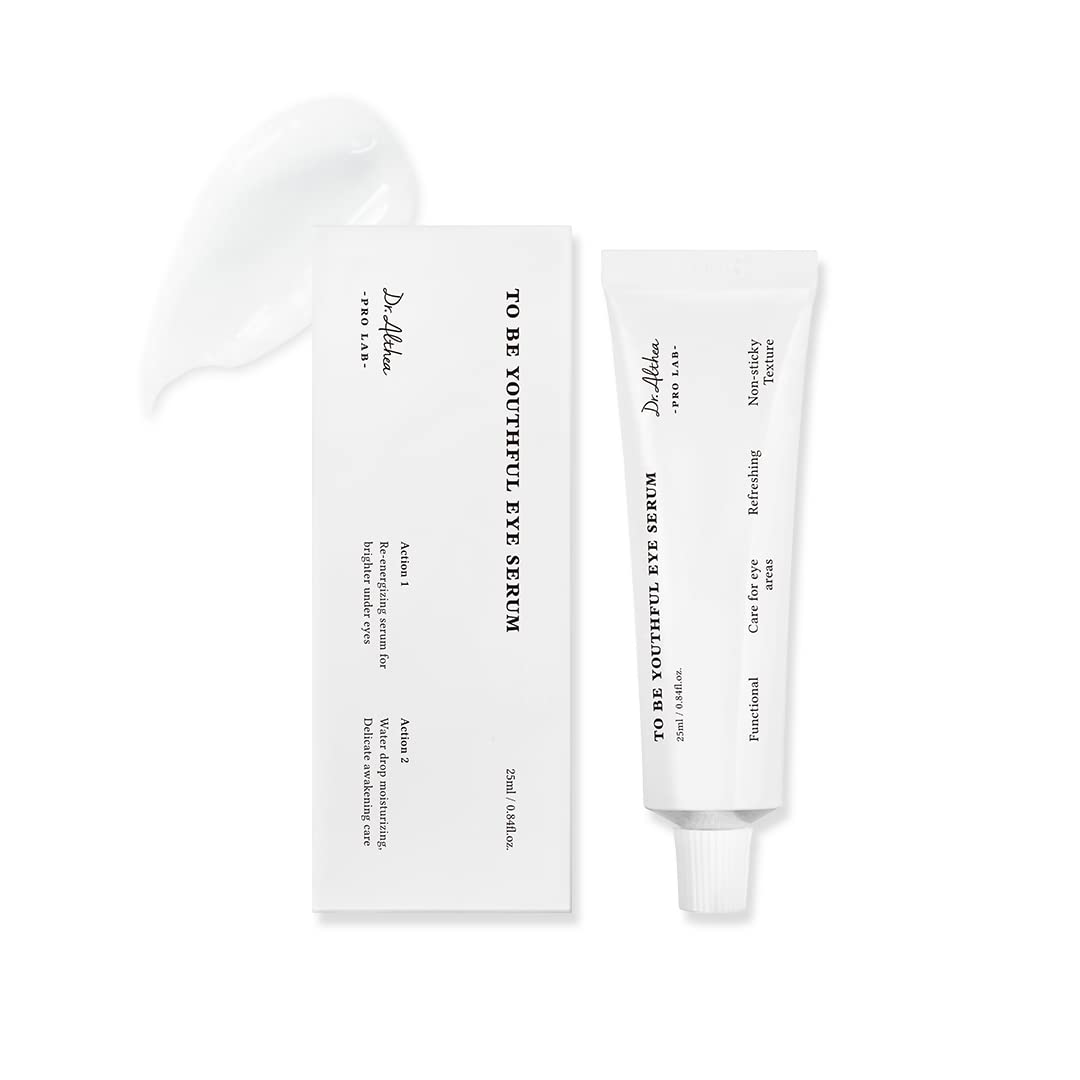 TO BE YOUTHFUL EYE SERUM
25ml / 0.84fl.oz.
Dr.Althea
-PRO LAB-
Action 1
Re-energizing serum for
brighter under eyes
Action 2
Water drop moisturizing,
Delicate awakening care
Dr.Althea
-PRO LAB-
TO BE YOUTHFUL EYE SERUM
25ml / 0.84fl.oz.
Functional
Care for eye
areas
Refreshing
Non-sticky
Texture